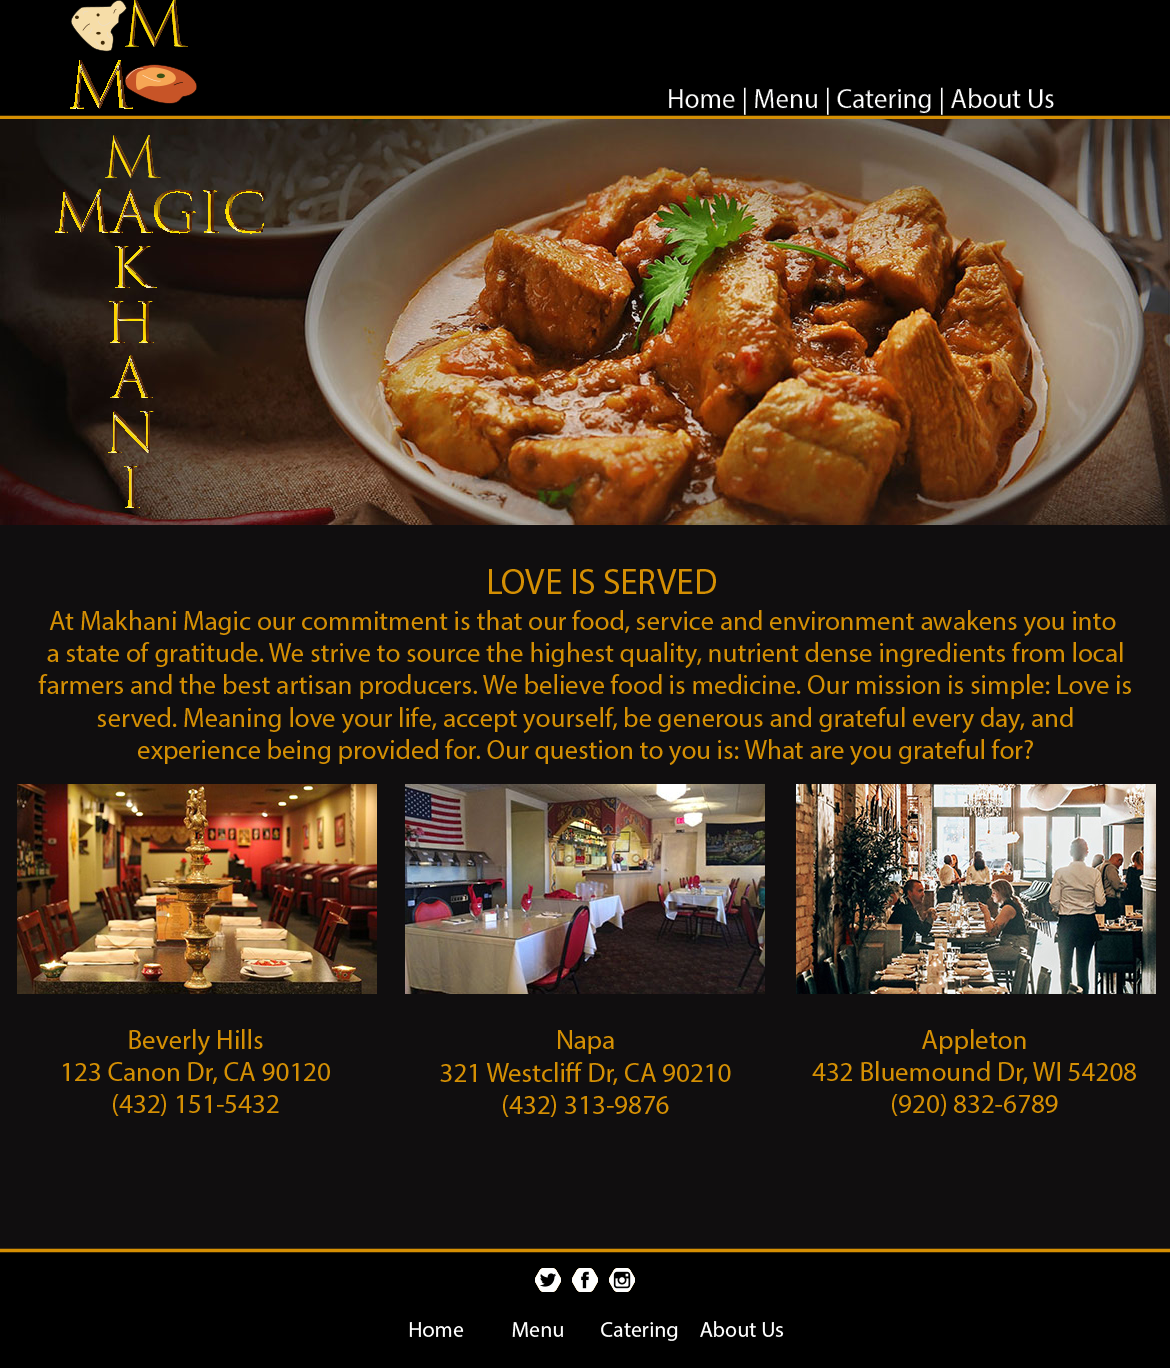 M
M
Home | Menu | Catering | About Us
M
MAGIC
K
H
A
N
I
LOVE IS SERVED
At Makhani Magic our commitment is that our food, service and environment awakens you into
a state of gratitude. We strive to source the highest quality, nutrient dense ingredients from local
farmers and the best artisan producers. We believe food is medicine. Our mission is simple: Love is
served. Meaning love your life, accept yourself, be generous and grateful every day, and
experience being provided for. Our question to you is: What are you grateful for?
Beverly Hills
123 Canon Dr, CA 90120
(432) 151-5432
Napa
321 Westcliff Dr, CA 90210
(432) 313-9876
Appleton
432 Bluemound Dr, WI 54208
(920) 832-6789
Home Menu Catering About Us